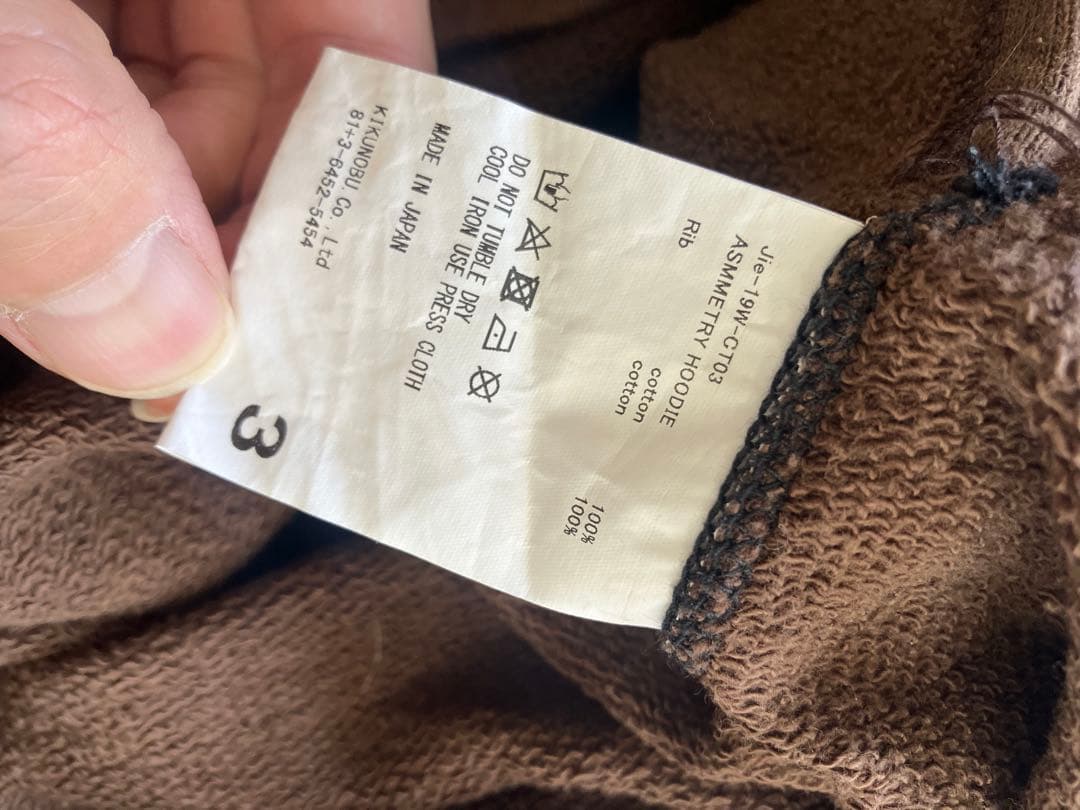 Jie-19W-CT03
ASMMETRY HOODIE
cotton 100%
Rib cotton 100%
DO NOT TUMBLE DRY
COOL IRON USE PRESS CLOTH
MADE IN JAPAN
KIKUNOBU.Co.,Ltd
81+3-6452-5454
3